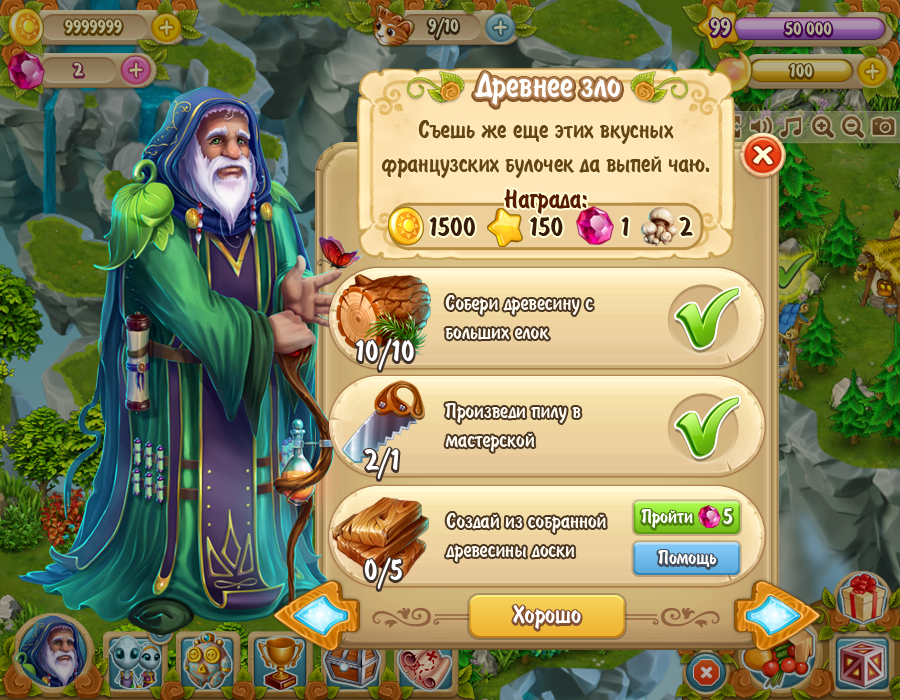 9999999
9/10
99
50 000
2
100
Древнее зло
Съешь же еще этих вкусных
французских булочек да выпей чаю.
Награда:
1500
150
1
2
Собери древесину с
больших елок
10/10
Произведи пилу в
мастерской
2/1
Создай из собранной
древесины доски
0/5
Пройти 5
Помощь
Хорошо